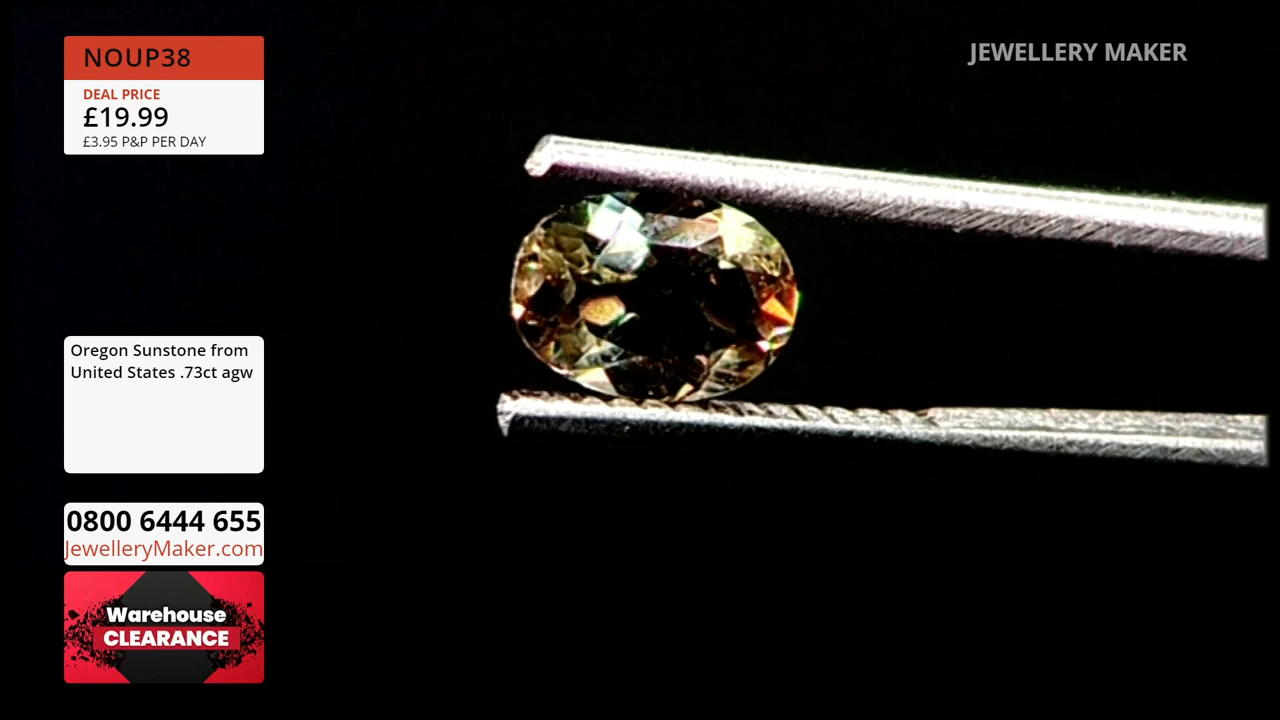 NOUP38
DEAL PRICE
£19.99
£3.95 P&P PER DAY
JEWELLERY MAKER
Oregon Sunstone from
United States .73ct agw
0800 6444 655
JewelleryMaker.com
Warehouse
CLEARANCE